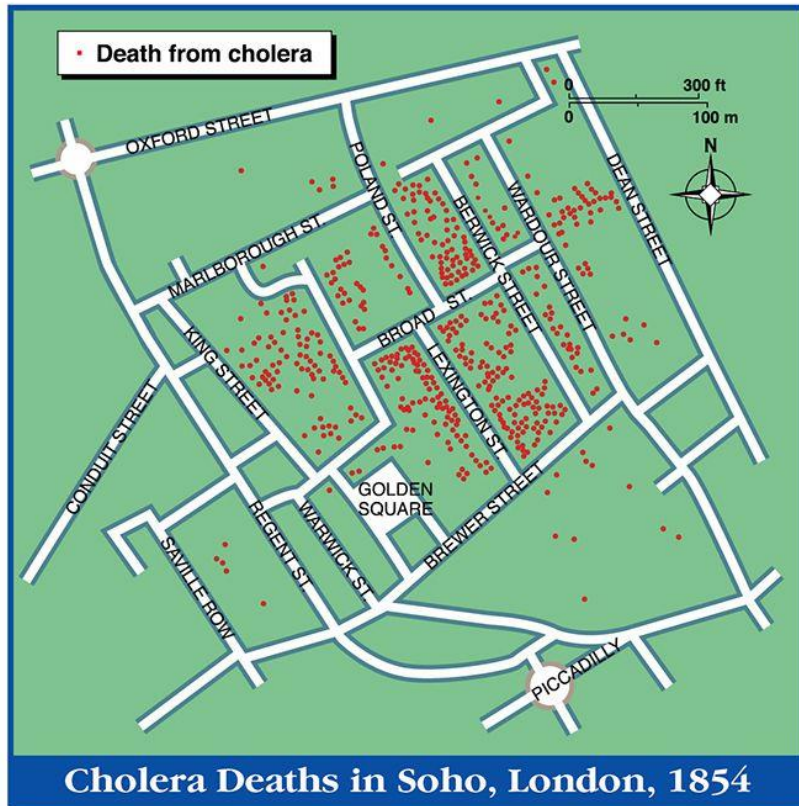 Death from cholera
0 300 ft
0 100 m
N
OXFORD STREET
POLAND ST.
BERWICK STREET
WARDOUR STREET
DEAN STREET
MARLBOROUGH ST.
BROAD ST.
KING STREET
LEXINGTON ST.
CONDUIT STREET
GOLDEN
SQUARE
BREWER STREET
REGENT ST.
WARWICK ST.
SAVILLE ROW
PICCADILLY
Cholera Deaths in Soho, London, 1854